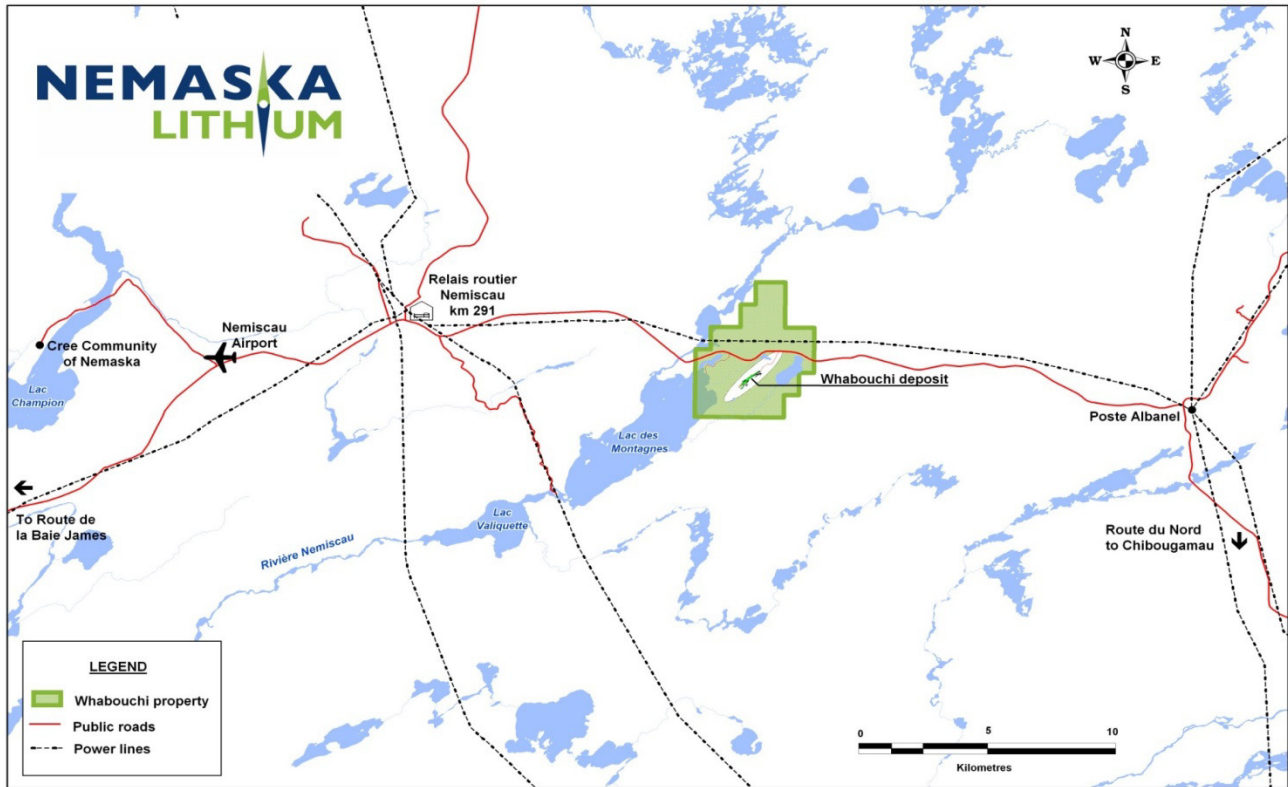 NEMASKA
LITHIUM
N
W
E
S
Relais routier
Nemiscau
km 291
Nemiscau
Airport
Cree Community
of Nemaska
Lac
Champion
Whabouchi deposit
Poste Albanel
Lac des
Montagnes
To Route de
la Baie James
Lac
Valiquette
Rivière Nemiscau
Route du Nord
to Chibougamau
LEGEND
Whabouchi property
Public roads
Power lines
0
5
10
Kilometres